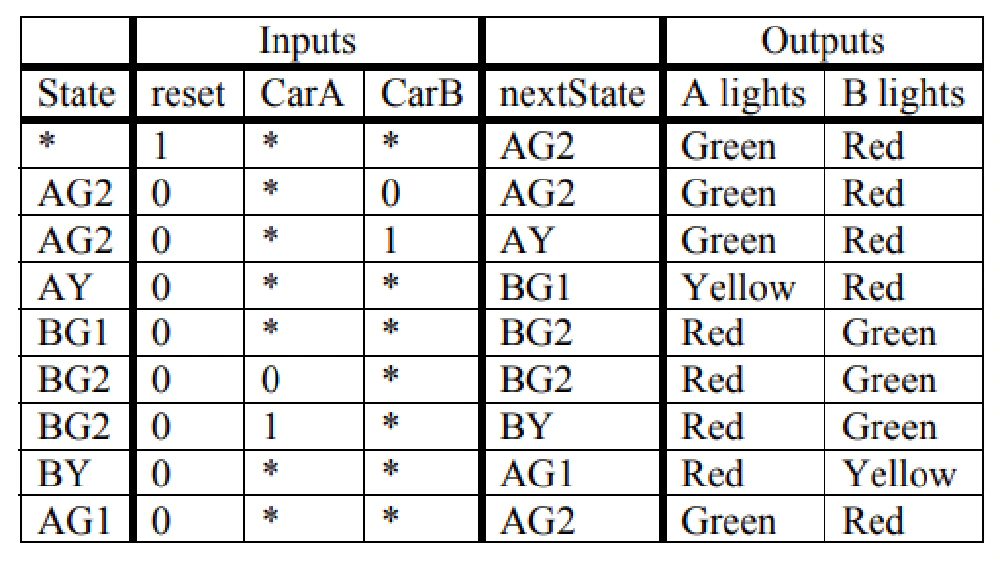 Inputs Outputs
State reset CarA CarB nextState A lights B lights
* 1 * * AG2 Green Red
AG2 0 * 0 AG2 Green Red
AG2 0 * 1 AY Green Red
AY 0 * * BG1 Yellow Red
BG1 0 * * BG2 Red Green
BG2 0 0 * BG2 Red Green
BG2 0 1 * BY Red Green
BY 0 * * AG1 Red Yellow
AG1 0 * * AG2 Green Red